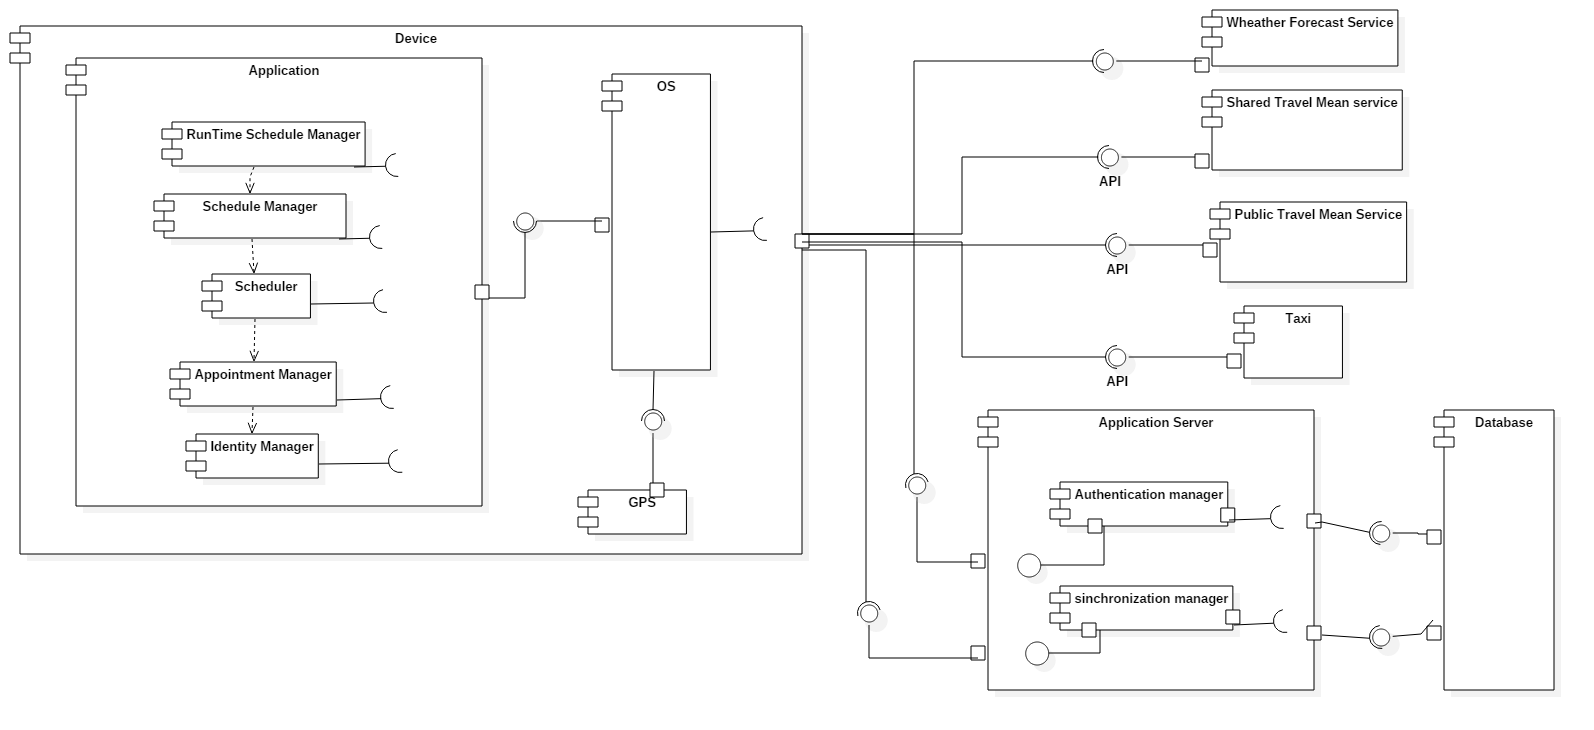 Device
Application
RunTime Schedule Manager
Schedule Manager
Scheduler
Appointment Manager
Identity Manager
OS
GPS
Wheather Forecast Service
Shared Travel Mean service
API
Public Travel Mean Service
API
Taxi
API
Application Server
Authentication manager
sinchronization manager
Database